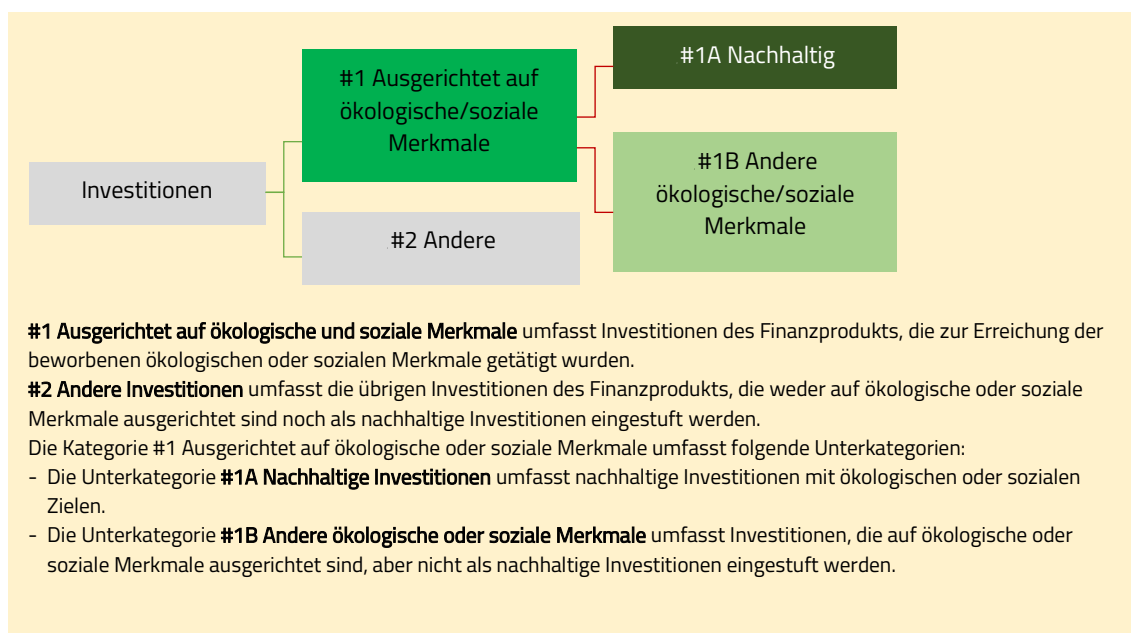 #1A Nachhaltig
#1 Ausgerichtet auf
ökologische/soziale
Merkmale
#1B Andere
ökologische/soziale
Merkmale
Investitionen
#2 Andere
#1 Ausgerichtet auf ökologische und soziale Merkmale umfasst Investitionen des Finanzprodukts, die zur Erreichung der
beworbenen ökologischen oder sozialen Merkmale getätigt wurden.
#2 Andere Investitionen umfasst die übrigen Investitionen des Finanzprodukts, die weder auf ökologische oder soziale
Merkmale ausgerichtet sind noch als nachhaltige Investitionen eingestuft werden.
Die Kategorie #1 Ausgerichtet auf ökologische oder soziale Merkmale umfasst folgende Unterkategorien:
- Die Unterkategorie #1A Nachhaltige Investitionen umfasst nachhaltige Investitionen mit ökologischen oder sozialen
Zielen.
- Die Unterkategorie #1B Andere ökologische oder soziale Merkmale umfasst Investitionen, die auf ökologische oder
soziale Merkmale ausgerichtet sind, aber nicht als nachhaltige Investitionen eingestuft werden.